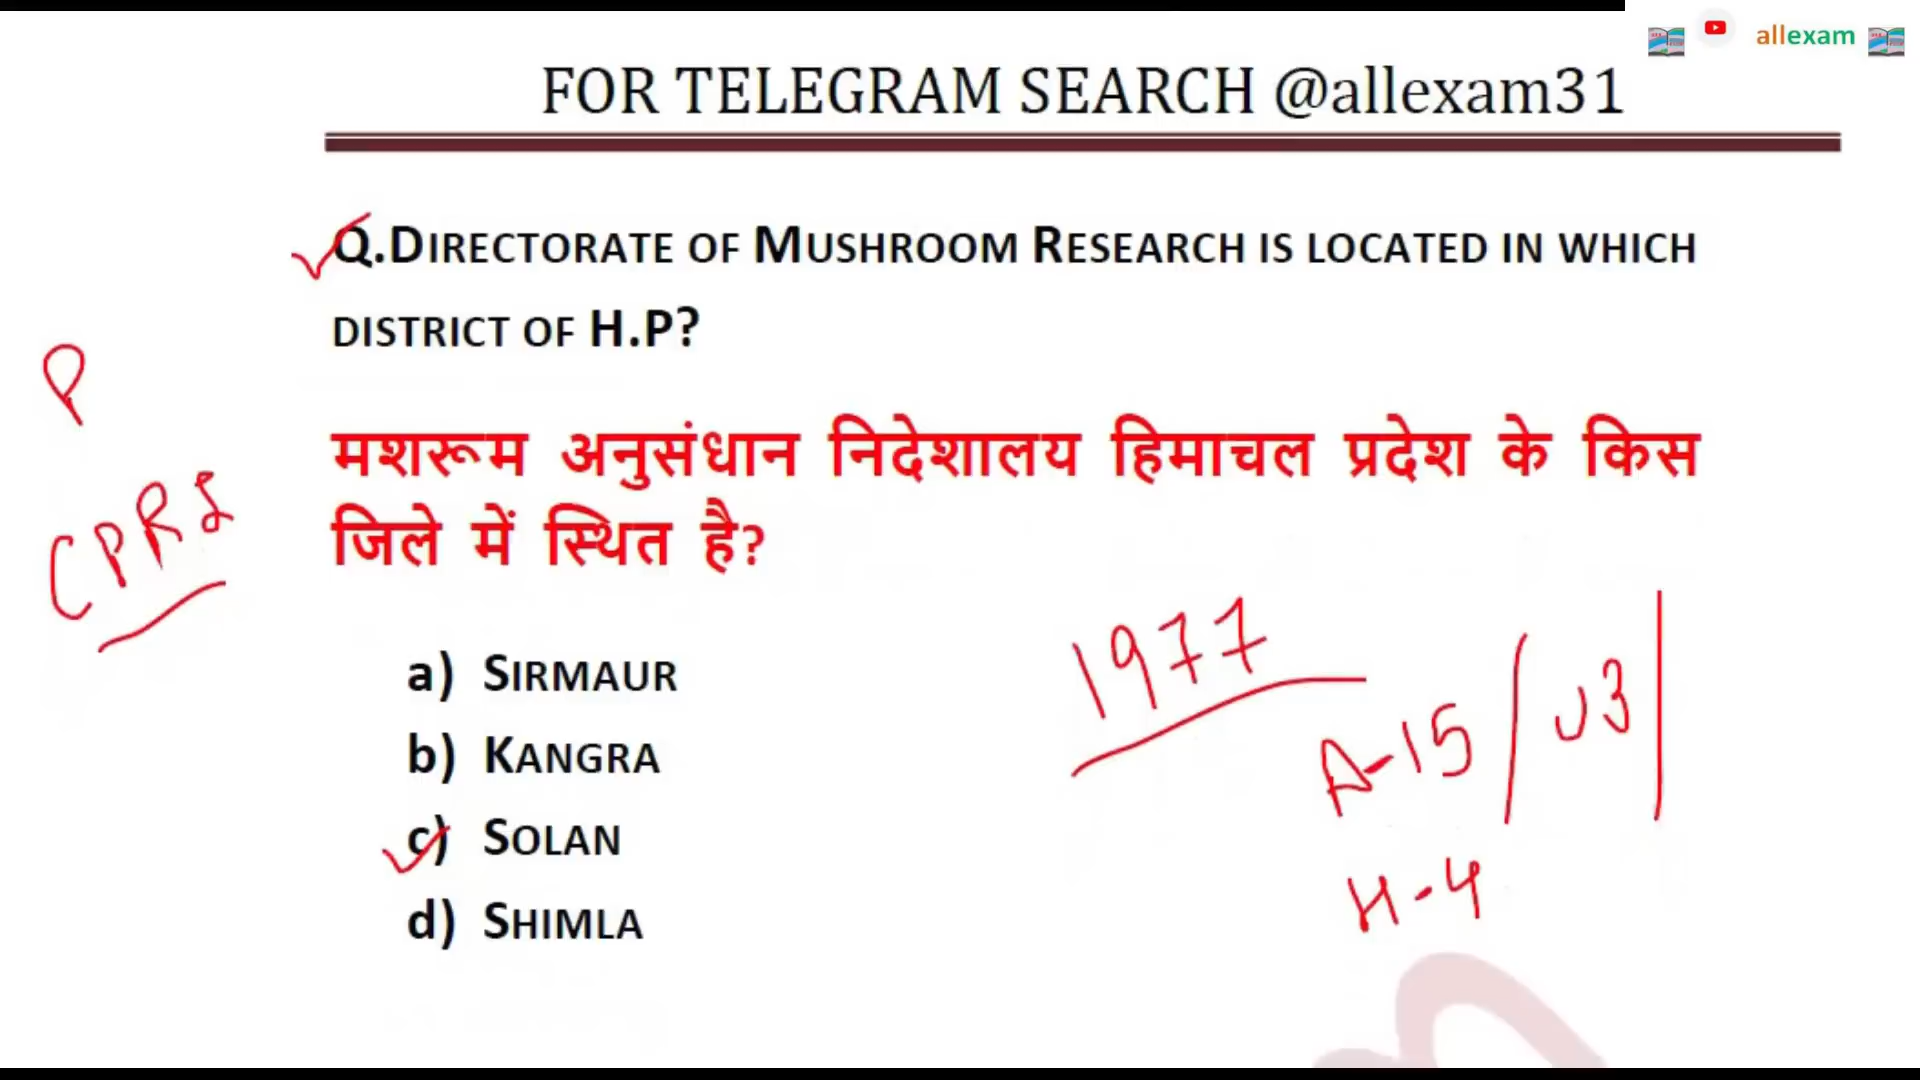 allexam
FOR TELEGRAM SEARCH @allexam31
Q.DIRECTORATE OF MUSHROOM RESEARCH IS LOCATED IN WHICH
DISTRICT OF H.P?
मशरूम अनुसंधान निदेशालय हिमाचल प्रदेश के किस
जिले में स्थित है?
P
CPRI
a) SIRMAUR
b) KANGRA
c) SOLAN
d) SHIMLA
1977
A-15 / U3
H-4